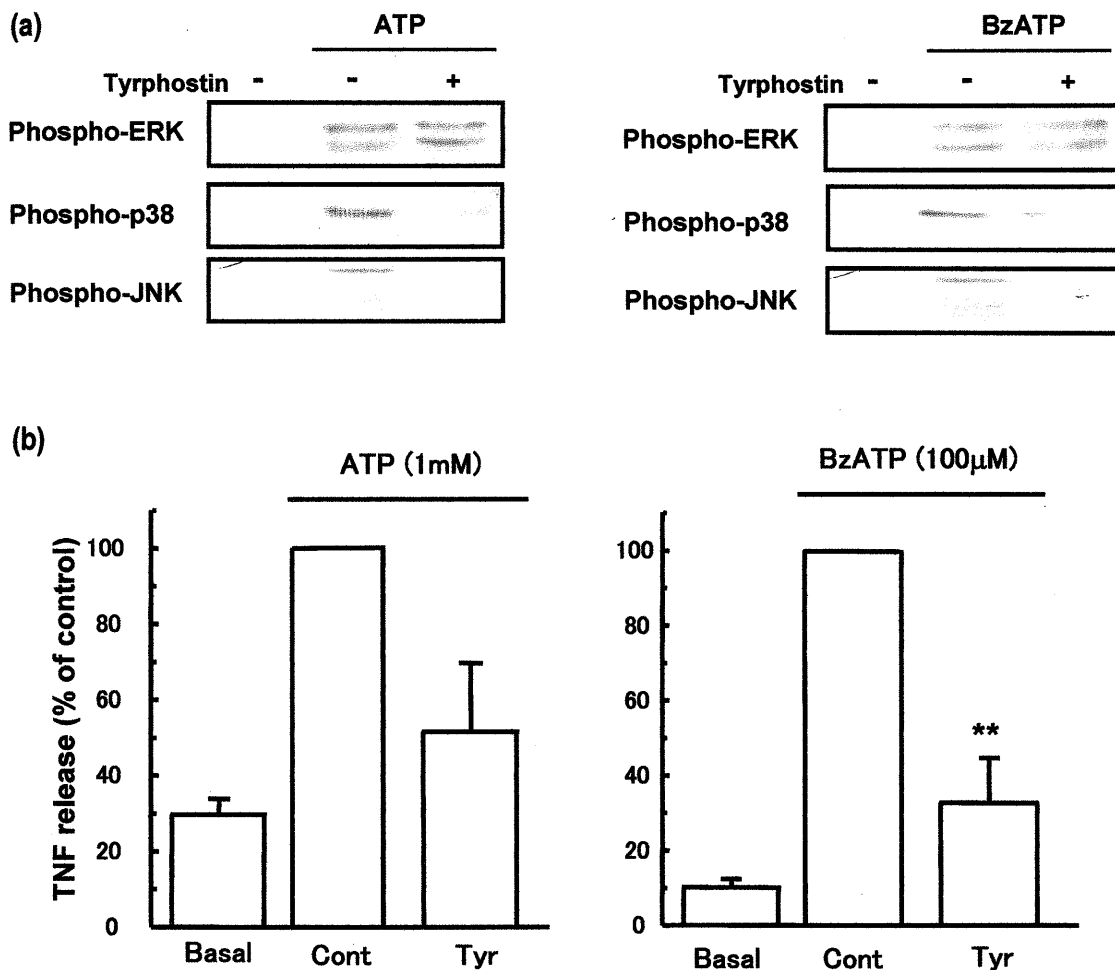 (a)
ATP
Tyrphostin - - +
Phospho-ERK
Phospho-p38
Phospho-JNK
BzATP
Tyrphostin - - +
Phospho-ERK
Phospho-p38
Phospho-JNK
(b)
ATP (1mM)
TNF release (% of control)
100
80
60
40
20
0
Basal Cont Tyr
BzATP (100μM)
100
80
60
40
20
0
**
Basal Cont Tyr